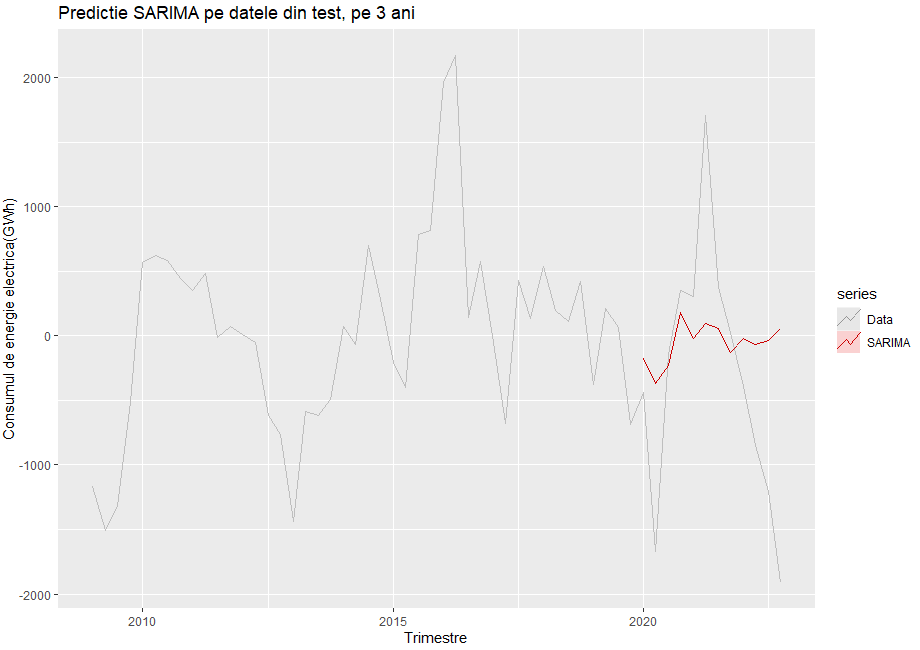 Predictie SARIMA pe datele din test, pe 3 ani
Consumul de energie electrica(GWh)
2000
1000
0
-1000
-2000
2010
2015
2020
Trimestre
series
Data
SARIMA